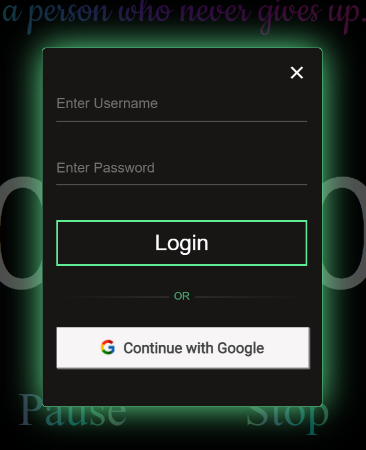 a person who never gives up.
×
Enter Username
Enter Password
Login
OR
Continue with Google
Pause
Stop